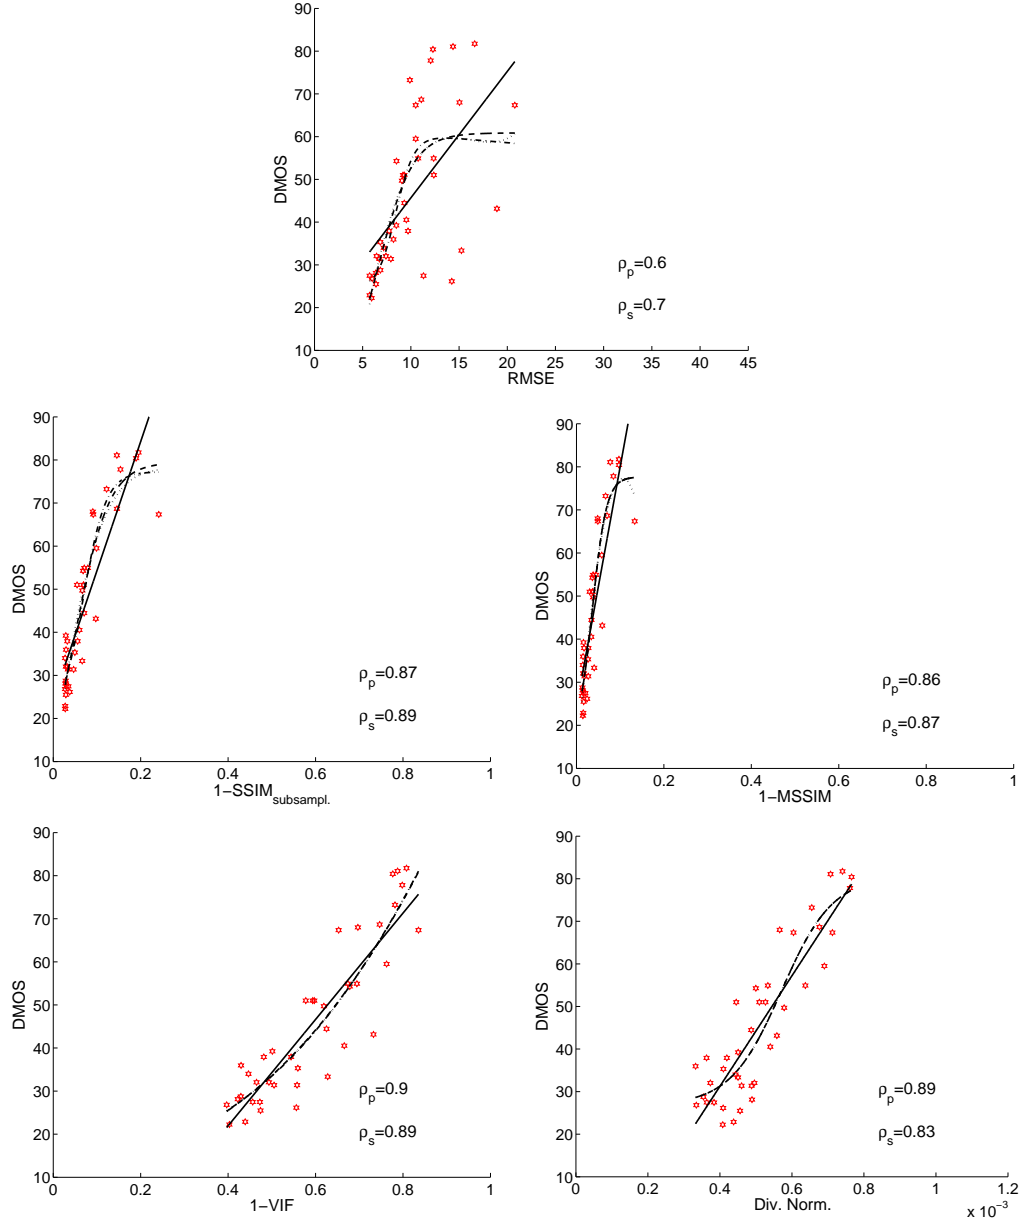 90
80
70
60
50
40
30
20
10
DMOS
ρp=0.6
ρs=0.7
0 5 10 15 20 25 30 35 40 45
RMSE
90
80
70
60
50
40
30
20
10
DMOS
ρp=0.87
ρs=0.89
0 0.2 0.4 0.6 0.8 1
1−SSIMsubsampl.
90
80
70
60
50
40
30
20
10
DMOS
ρp=0.86
ρs=0.87
0 0.2 0.4 0.6 0.8 1
1−MSSIM
90
80
70
60
50
40
30
20
10
DMOS
ρp=0.9
ρs=0.89
0 0.2 0.4 0.6 0.8 1
1−VIF
90
80
70
60
50
40
30
20
10
DMOS
ρp=0.89
ρs=0.83
0 0.2 0.4 0.6 0.8 1 1.2
Div. Norm.
x 10−3